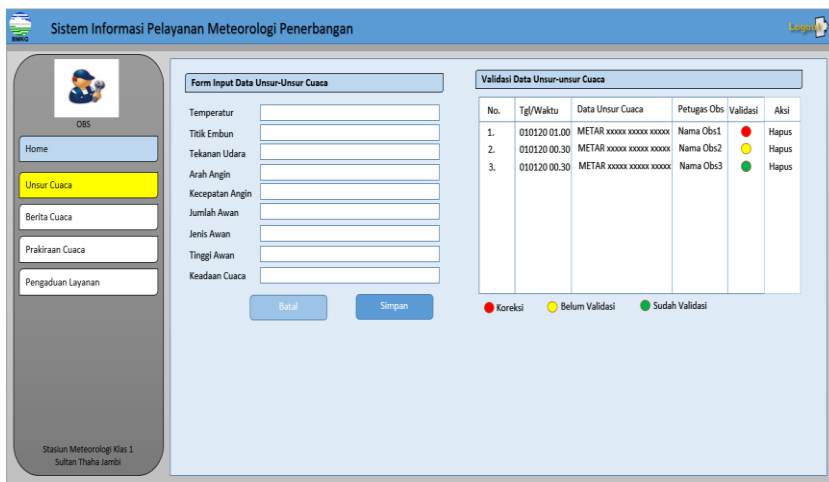 BMKG
Sistem Informasi Pelayanan Meteorologi Penerbangan
OBS
Home
Unsur Cuaca
Berita Cuaca
Prakiraan Cuaca
Pengaduan Layanan
Stasiun Meteorologi Klas 1
Sultan Thaha Jambi
Form Input Data Unsur-Unsur Cuaca
Temperatur
Titik Embun
Tekanan Udara
Arah Angin
Kecepatan Angin
Jumlah Awan
Jenis Awan
Tinggi Awan
Keadaan Cuaca
Batal Simpan
Validasi Data Unsur-unsur Cuaca
No. Tgl/Waktu Data Unsur Cuaca Petugas Obs Validasi Aksi
1. 010120 01.00 METAR xxxxx xxxxx xxxxx Nama Obs1 Hapus
2. 010120 00.30 METAR xxxxx xxxxx xxxxx Nama Obs2 Hapus
3. 010120 00.30 METAR xxxxx xxxxx xxxxx Nama Obs3 Hapus
Koreksi Belum Validasi Sudah Validasi